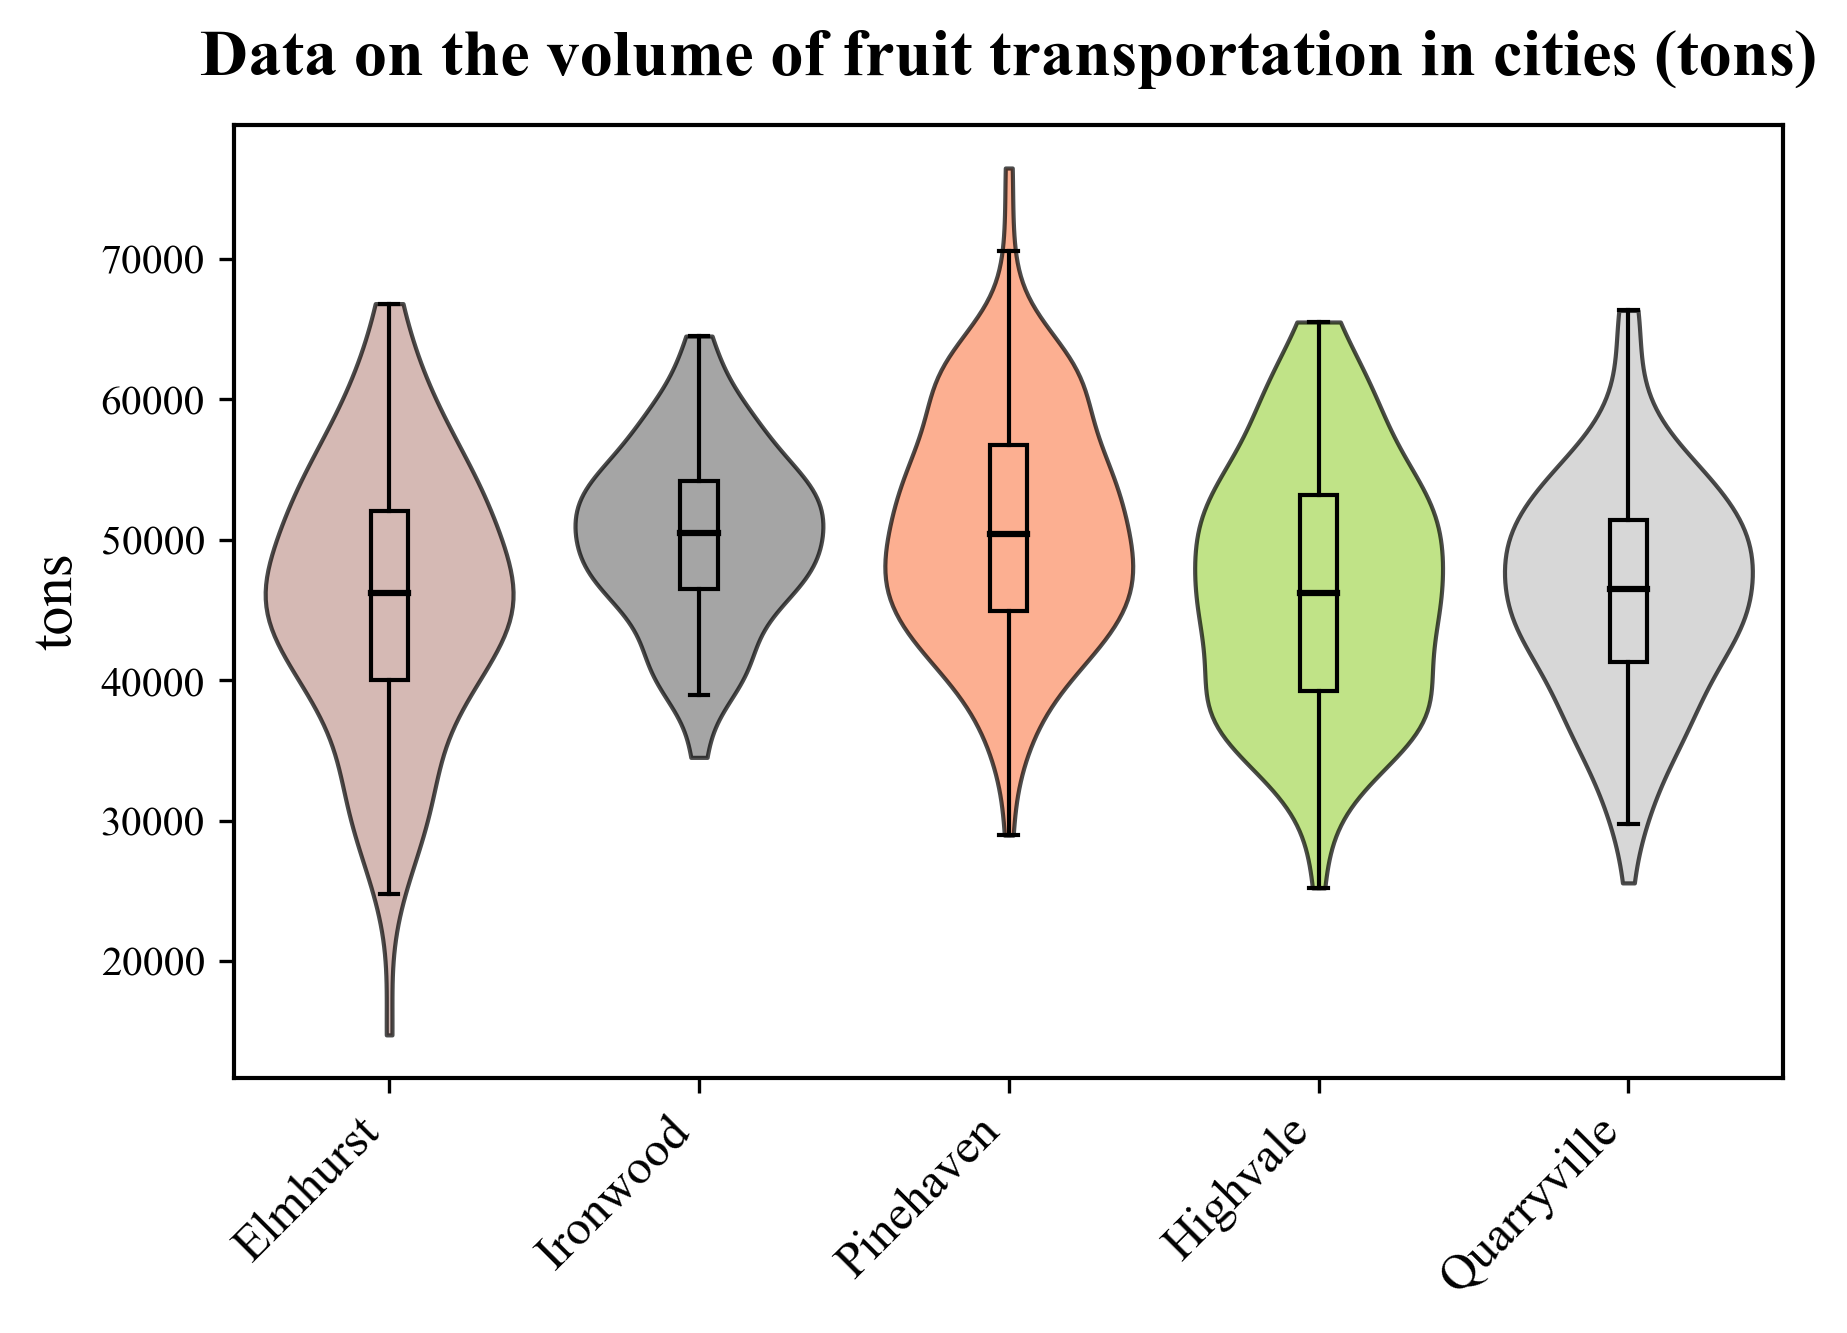 Data on the volume of fruit transportation in cities (tons)
70000
60000
50000
40000
30000
20000
tons
Elmhurst
Ironwood
Pinehaven
Highvale
Quarryville